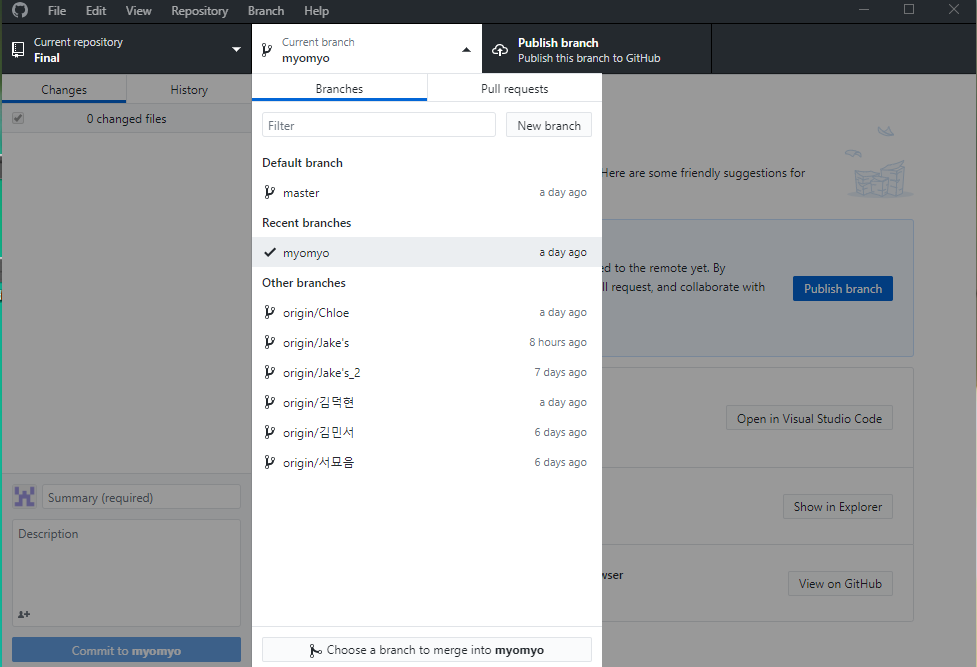 File Edit View Repository Branch Help
Current repository
Final
Current branch
myomyo
Publish branch
Publish this branch to GitHub
Changes History
0 changed files
Summary (required)
Description
Commit to myomyo
Branches Pull requests
Filter
New branch
Default branch
master a day ago
Recent branches
myomyo a day ago
Other branches
origin/Chloe a day ago
origin/Jake's 8 hours ago
origin/Jake's_2 7 days ago
origin/김덕현 a day ago
origin/김민서 6 days ago
origin/서묘음 6 days ago
Choose a branch to merge into myomyo
Here are some friendly suggestions for
ed to the remote yet. By
ll request, and collaborate with
Publish branch
Open in Visual Studio Code
Show in Explorer
wser
View on GitHub